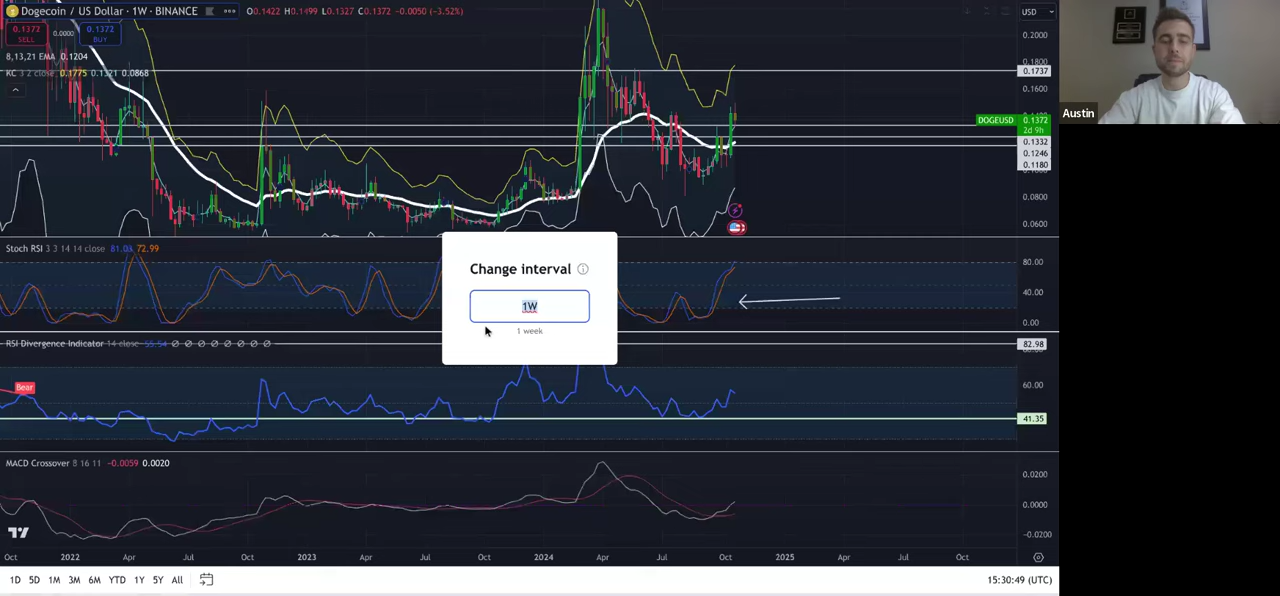 Dogecoin / US Dollar · 1W · BINANCE O0.1422 H0.1499 L0.1327 C0.1372 -0.0050 (-3.52%)
USD
0.1372
SELL
0.0000
0.1372
BUY
8,13,21 EMA 0.1204
KC 3 2 close 0.1775 0.1321 0.0868
0.2000
0.1800
0.1737
0.1600
DOGEUSD 0.1372
2d 9h
0.1332
0.1246
0.1180
0.0800
0.0600
Austin
Stoch RSI 3 3 14 14 close 81.03 72.99
80.00
40.00
0.00
Change interval
1W
1 week
RSI Divergence Indicator 14 close 55.54 Ø Ø Ø Ø Ø Ø Ø Ø
82.98
60.00
41.35
Bear
MACD Crossover 8 16 11 -0.0059 0.0020
0.0200
0.0000
-0.0200
Oct 2022 Apr Jul Oct 2023 Apr Jul Oct 2024 Apr Jul Oct 2025 Apr Jul Oct
1D 5D 1M 3M 6M YTD 1Y 5Y All
15:30:49 (UTC)